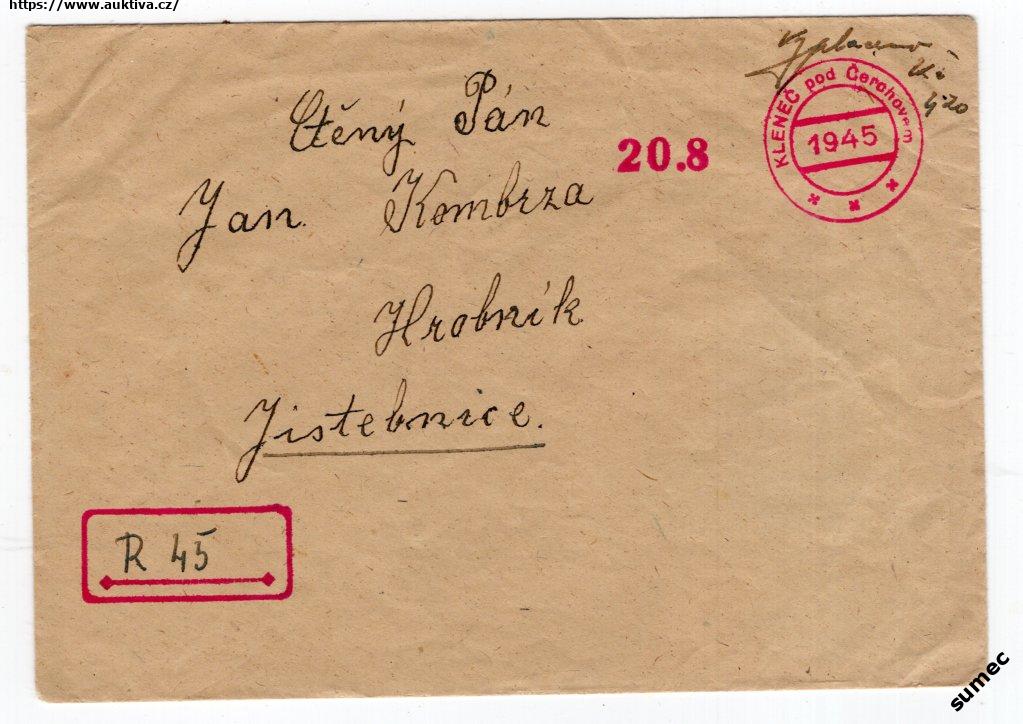 https://www.auktiva.cz/
Vyplaceno
Kč
4·20
Ctěný Pán
KLENEČ pod Čerchovem
1945
20.8
Jan Kombrza
Hrobník
Jistebnice.
R 45
sumec